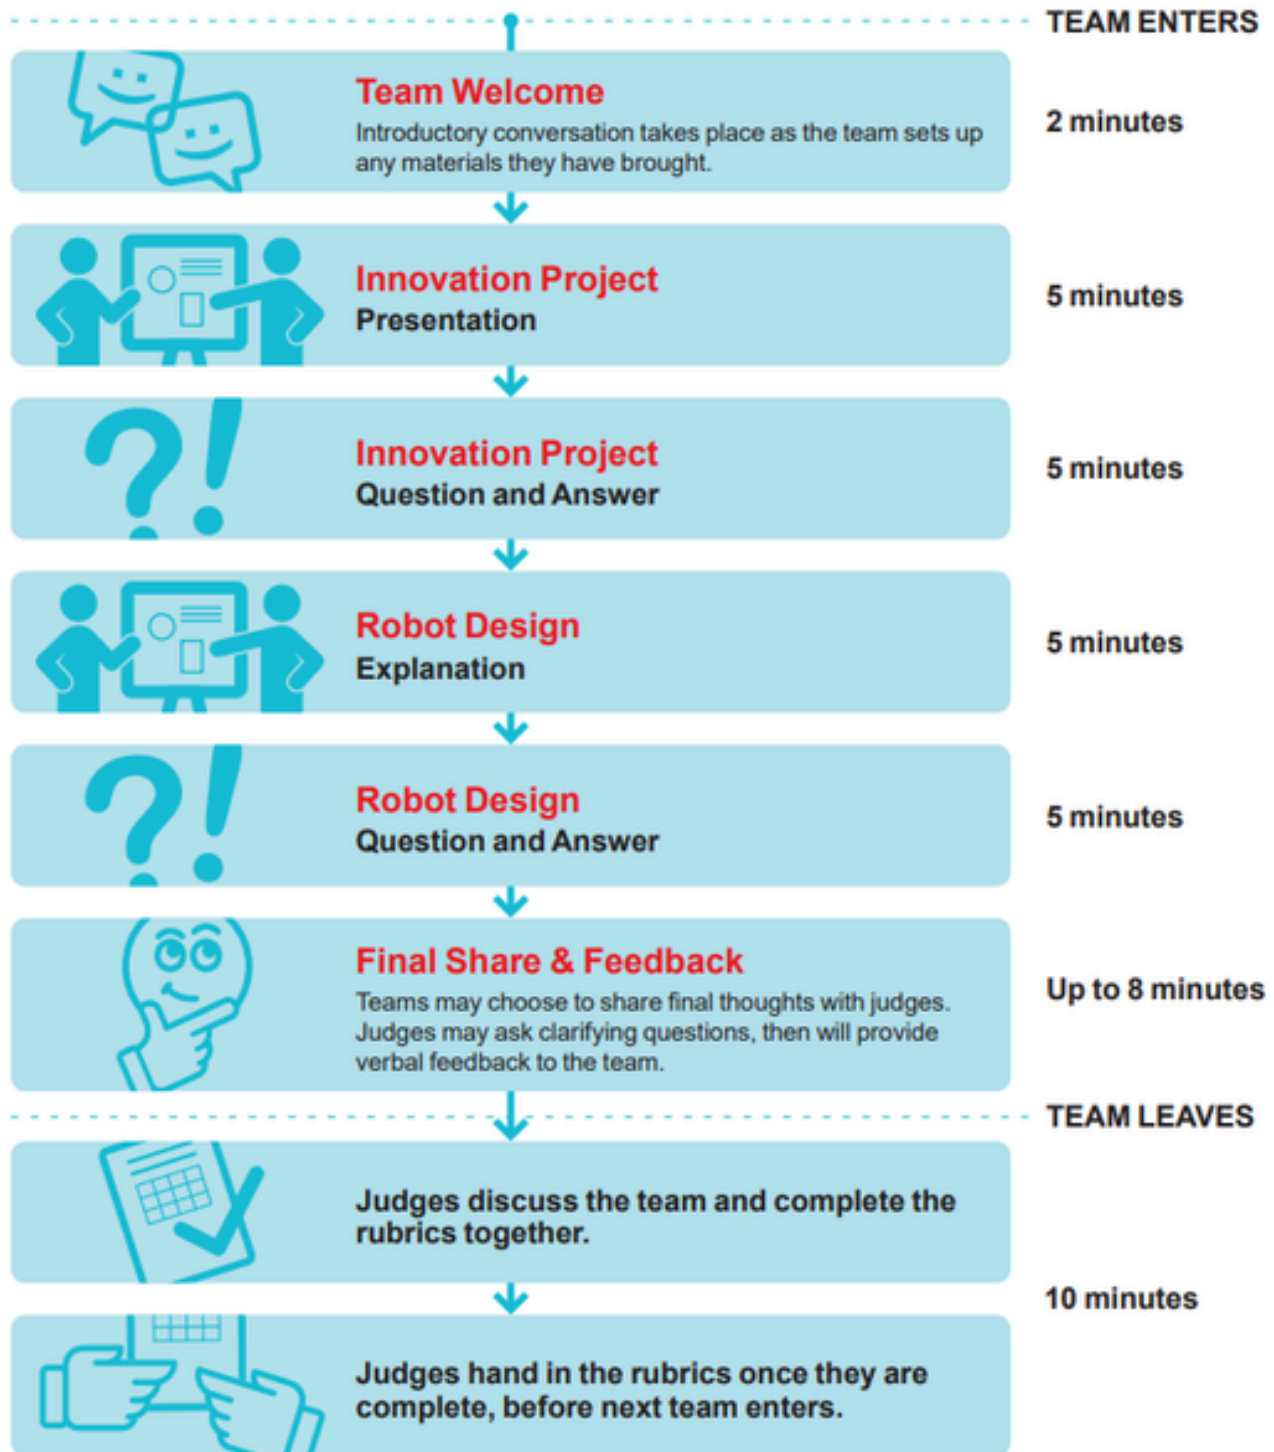 TEAM ENTERS
Team Welcome
Introductory conversation takes place as the team sets up
any materials they have brought.
2 minutes
Innovation Project
Presentation
5 minutes
Innovation Project
Question and Answer
5 minutes
Robot Design
Explanation
5 minutes
Robot Design
Question and Answer
5 minutes
Final Share & Feedback
Teams may choose to share final thoughts with judges.
Judges may ask clarifying questions, then will provide
verbal feedback to the team.
Up to 8 minutes
TEAM LEAVES
Judges discuss the team and complete the
rubrics together.
10 minutes
Judges hand in the rubrics once they are
complete, before next team enters.